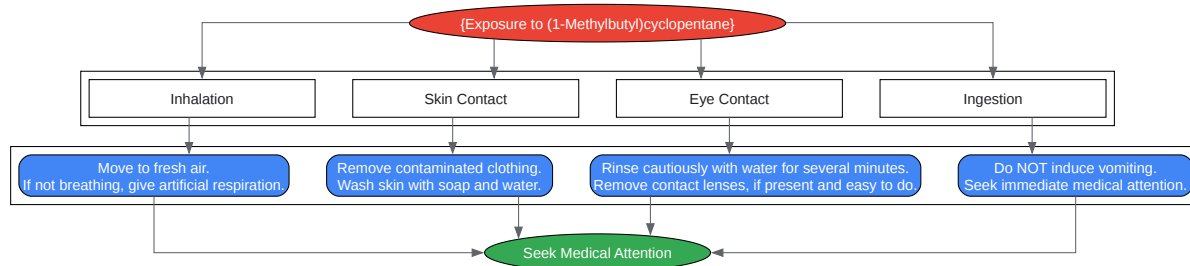 {Exposure to (1-Methylbutyl)cyclopentane}
Inhalation
Skin Contact
Eye Contact
Ingestion
Move to fresh air.
If not breathing, give artificial respiration.
Remove contaminated clothing.
Wash skin with soap and water.
Rinse cautiously with water for several minutes.
Remove contact lenses, if present and easy to do.
Do NOT induce vomiting.
Seek immediate medical attention.
Seek Medical Attention